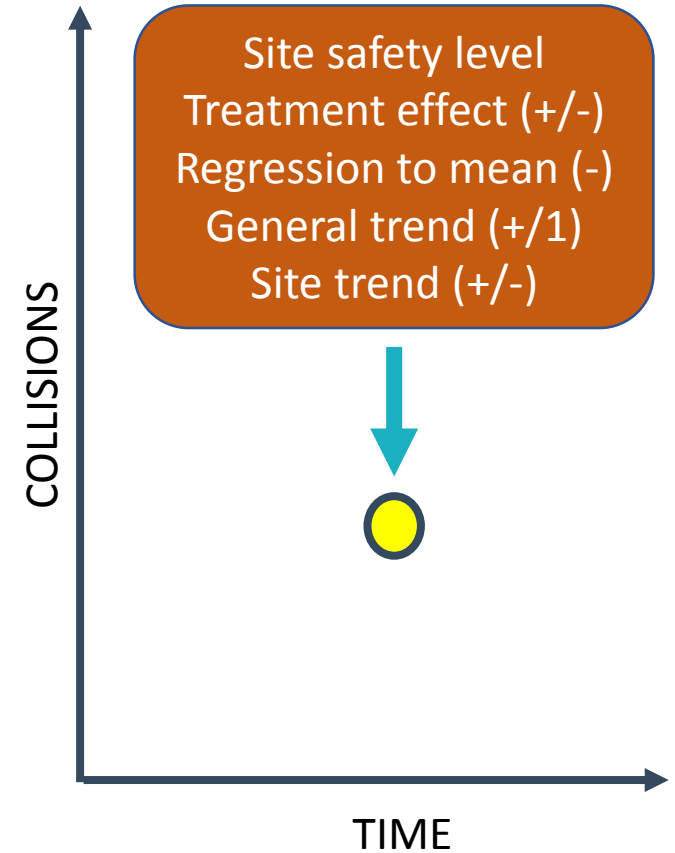 Site safety level
Treatment effect (+/-)
Regression to mean (-)
General trend (+/1)
Site trend (+/-)
COLLISIONS
TIME